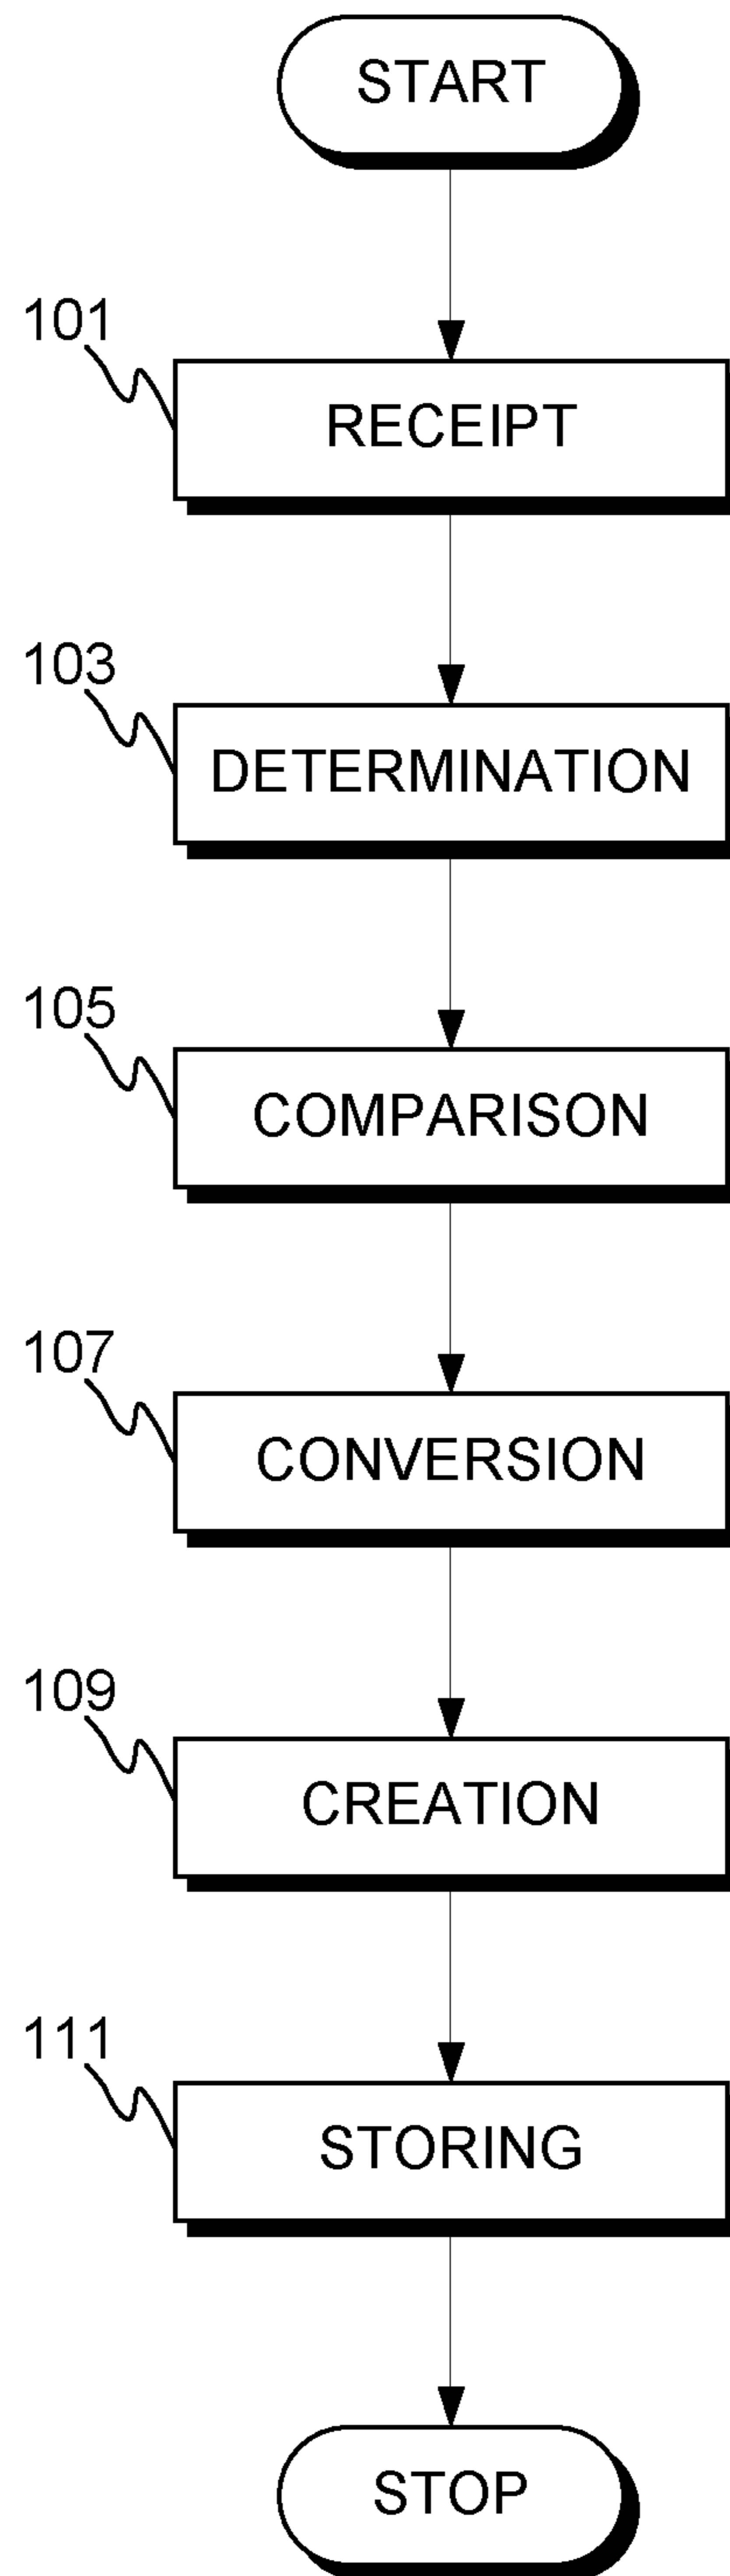 START
101
RECEIPT
103
DETERMINATION
105
COMPARISON
107
CONVERSION
109
CREATION
111
STORING
STOP